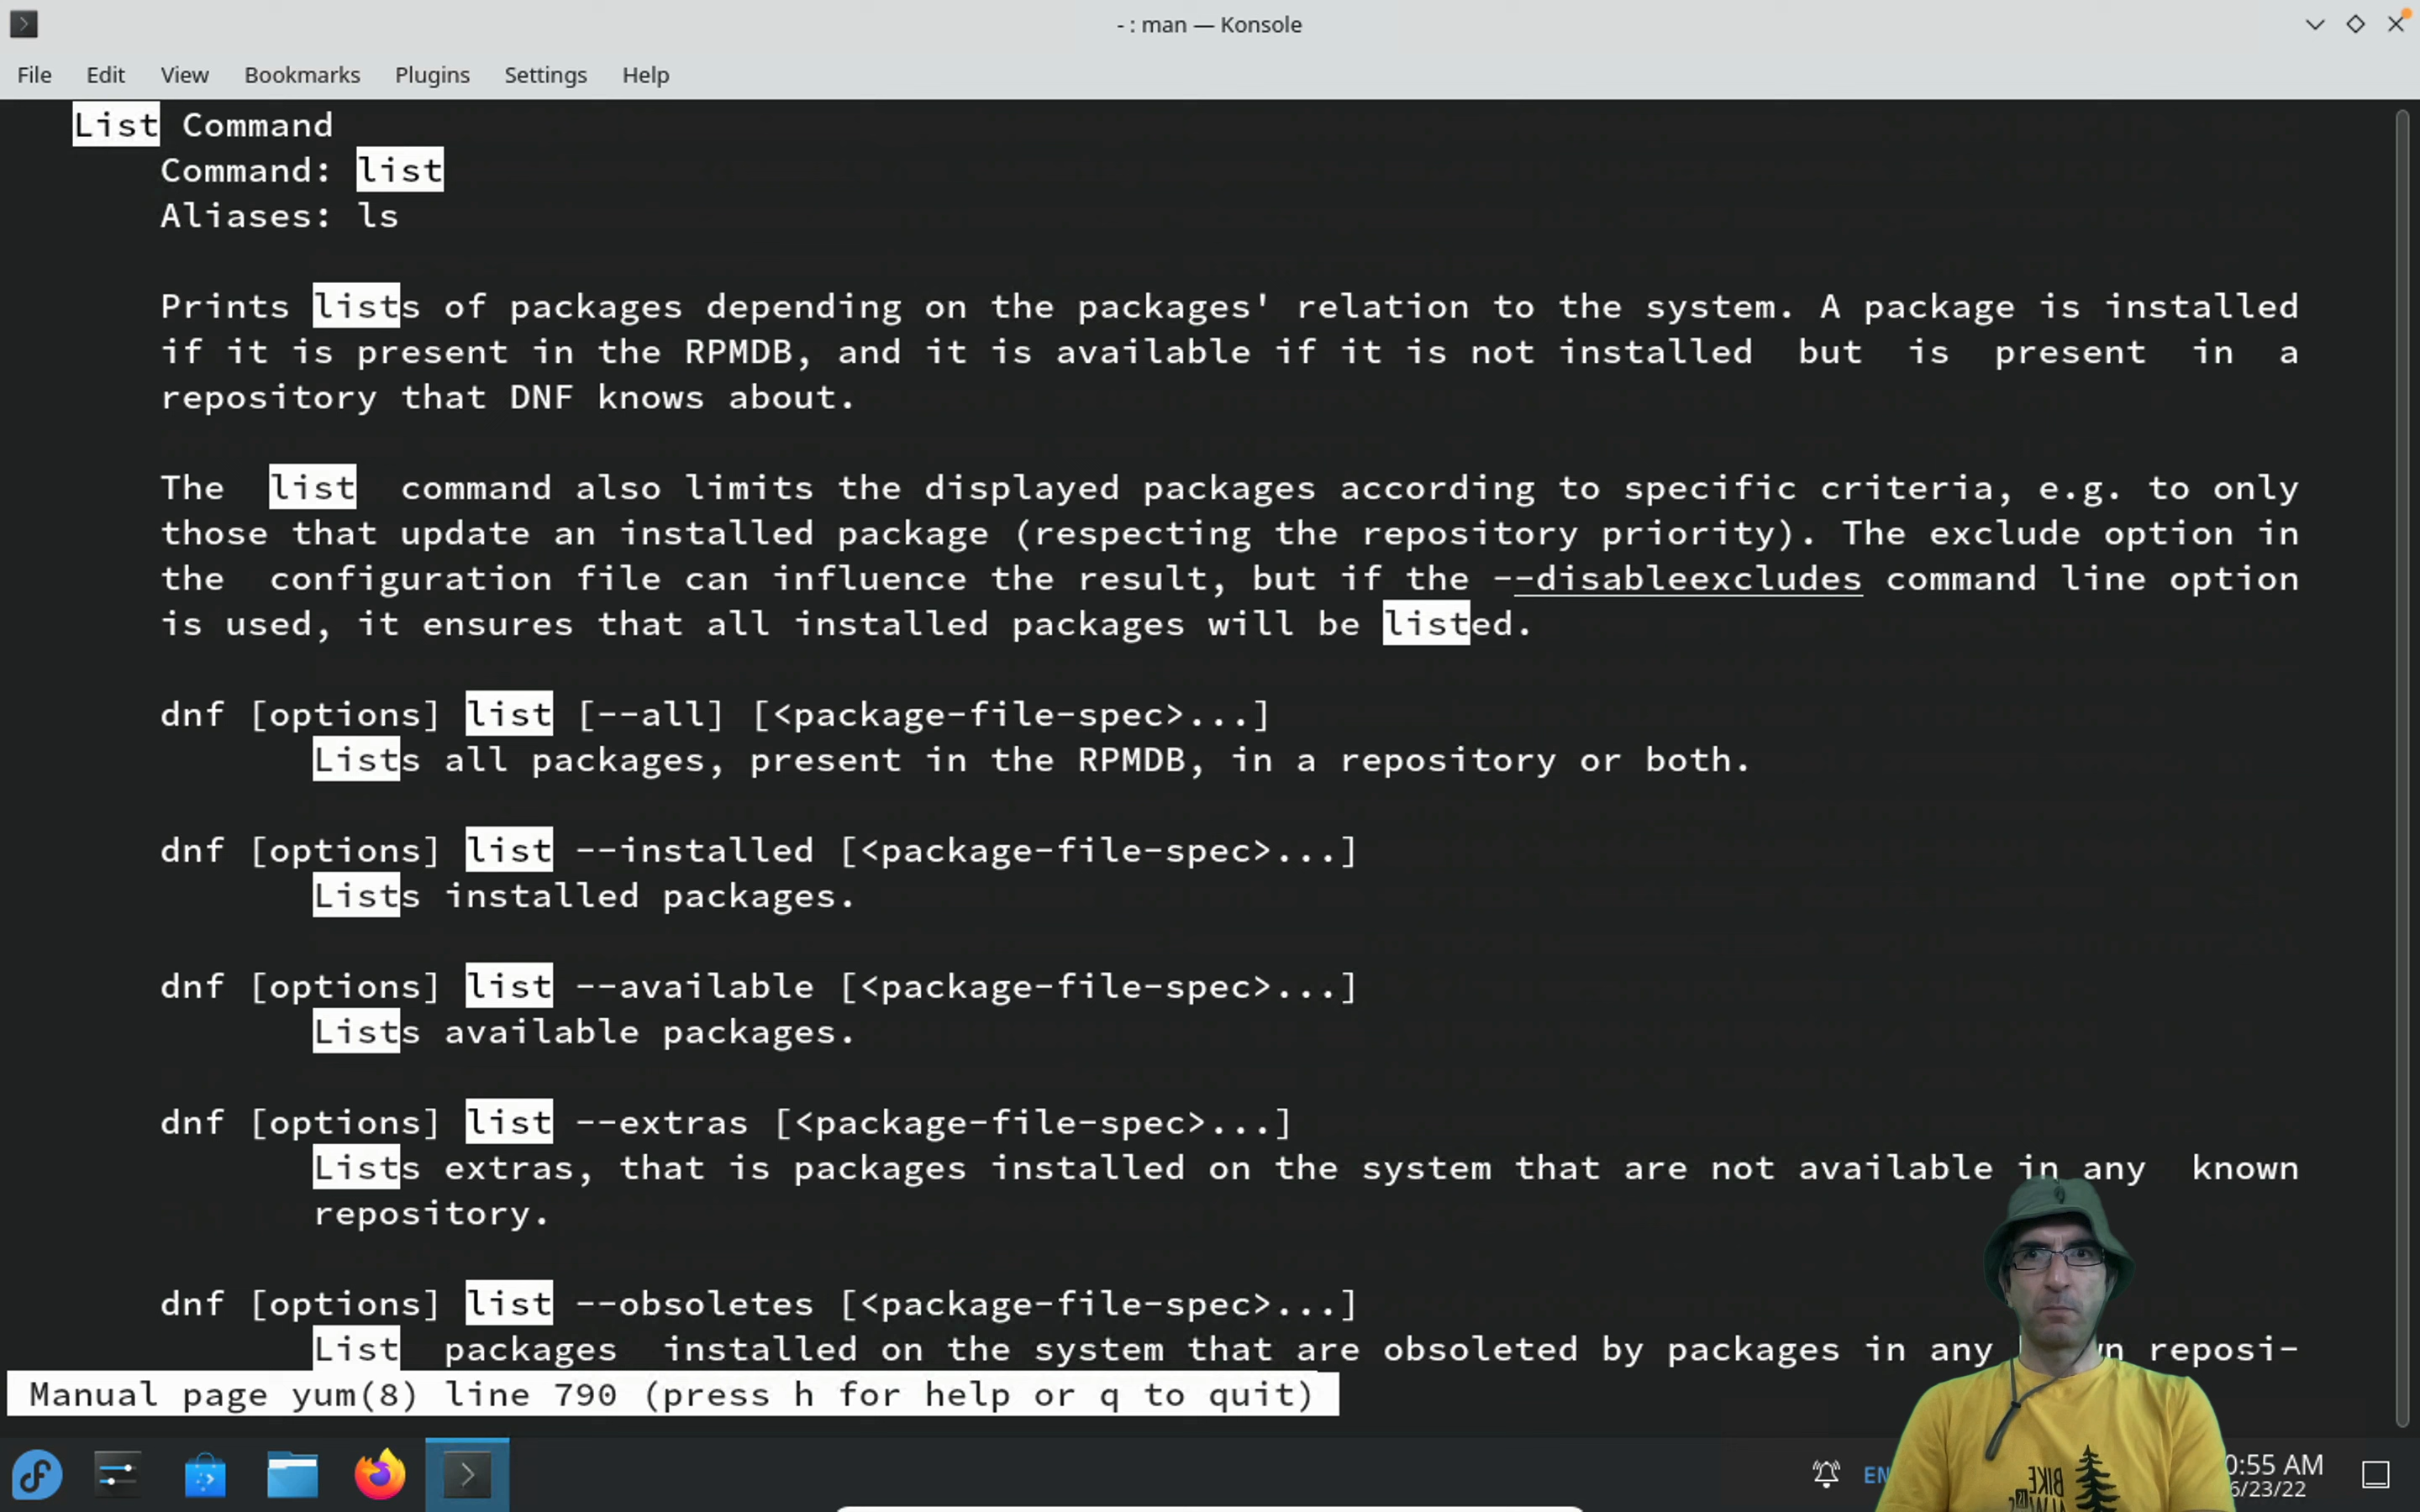 - : man — Konsole
File Edit View Bookmarks Plugins Settings Help
List Command
Command: list
Aliases: ls
Prints lists of packages depending on the packages' relation to the system. A package is installed
if it is present in the RPMDB, and it is available if it is not installed but is present in a
repository that DNF knows about.
The list command also limits the displayed packages according to specific criteria, e.g. to only
those that update an installed package (respecting the repository priority). The exclude option in
the configuration file can influence the result, but if the --disableexcludes command line option
is used, it ensures that all installed packages will be listed.
dnf [options] list [--all] [<package-file-spec>...]
Lists all packages, present in the RPMDB, in a repository or both.
dnf [options] list --installed [<package-file-spec>...]
Lists installed packages.
dnf [options] list --available [<package-file-spec>...]
Lists available packages.
dnf [options] list --extras [<package-file-spec>...]
Lists extras, that is packages installed on the system that are not available in any known
repository.
dnf [options] list --obsoletes [<package-file-spec>...]
List packages installed on the system that are obsoleted by packages in any reposi-
Manual page yum(8) line 790 (press h for help or q to quit)
EN
:55 AM
/23/22
BIKE